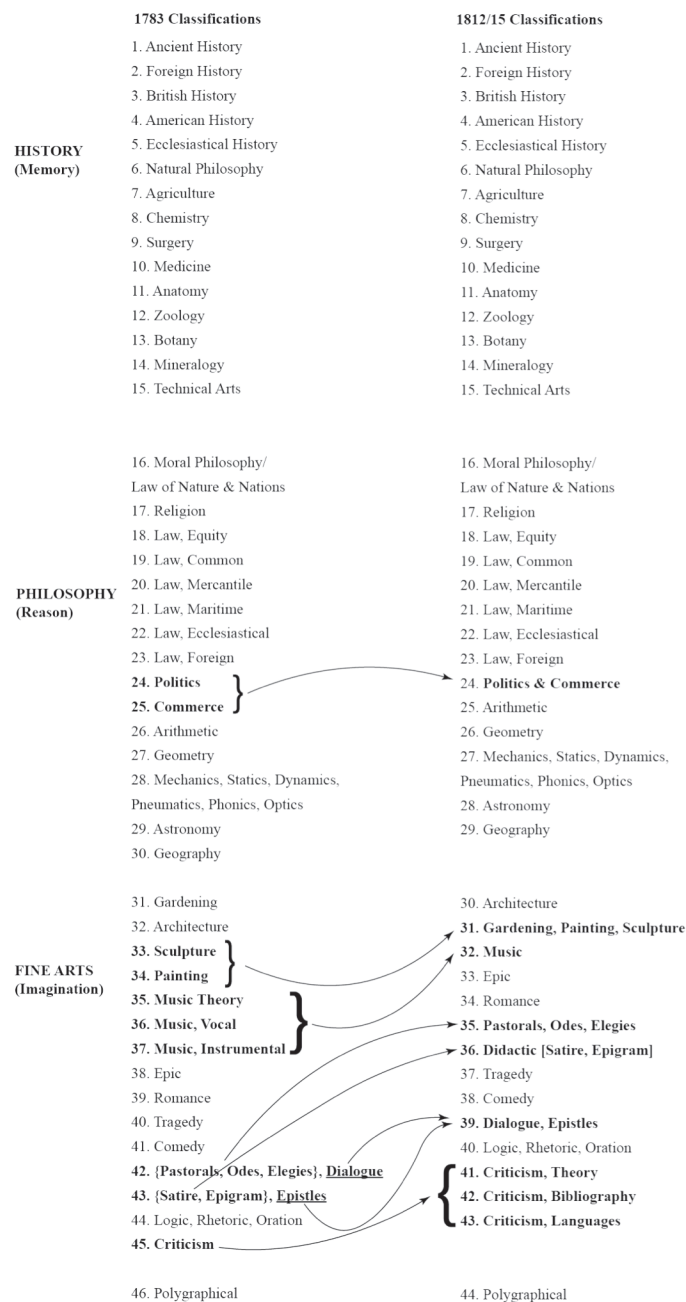 1783 Classifications
1. Ancient History
2. Foreign History
3. British History
4. American History
5. Ecclesiastical History
HISTORY
(Memory)
6. Natural Philosophy
7. Agriculture
8. Chemistry
9. Surgery
10. Medicine
11. Anatomy
12. Zoology
13. Botany
14. Mineralogy
15. Technical Arts
16. Moral Philosophy/
Law of Nature & Nations
17. Religion
18. Law, Equity
19. Law, Common
PHILOSOPHY
(Reason)
20. Law, Mercantile
21. Law, Maritime
22. Law, Ecclesiastical
23. Law, Foreign
24. Politics
25. Commerce
26. Arithmetic
27. Geometry
28. Mechanics, Statics, Dynamics,
Pneumatics, Phonics, Optics
29. Astronomy
30. Geography
31. Gardening
32. Architecture
33. Sculpture
FINE ARTS
(Imagination)
34. Painting
35. Music Theory
36. Music, Vocal
37. Music, Instrumental
38. Epic
39. Romance
40. Tragedy
41. Comedy
42. {Pastorals, Odes, Elegies}, Dialogue
43. {Satire, Epigram}, Epistles
44. Logic, Rhetoric, Oration
45. Criticism
46. Polygraphical
1812/15 Classifications
1. Ancient History
2. Foreign History
3. British History
4. American History
5. Ecclesiastical History
6. Natural Philosophy
7. Agriculture
8. Chemistry
9. Surgery
10. Medicine
11. Anatomy
12. Zoology
13. Botany
14. Mineralogy
15. Technical Arts
16. Moral Philosophy/
Law of Nature & Nations
17. Religion
18. Law, Equity
19. Law, Common
20. Law, Mercantile
21. Law, Maritime
22. Law, Ecclesiastical
23. Law, Foreign
24. Politics & Commerce
25. Arithmetic
26. Geometry
27. Mechanics, Statics, Dynamics,
Pneumatics, Phonics, Optics
28. Astronomy
29. Geography
30. Architecture
31. Gardening, Painting, Sculpture
32. Music
33. Epic
34. Romance
35. Pastorals, Odes, Elegies
36. Didactic [Satire, Epigram]
37. Tragedy
38. Comedy
39. Dialogue, Epistles
40. Logic, Rhetoric, Oration
41. Criticism, Theory
42. Criticism, Bibliography
43. Criticism, Languages
44. Polygraphical